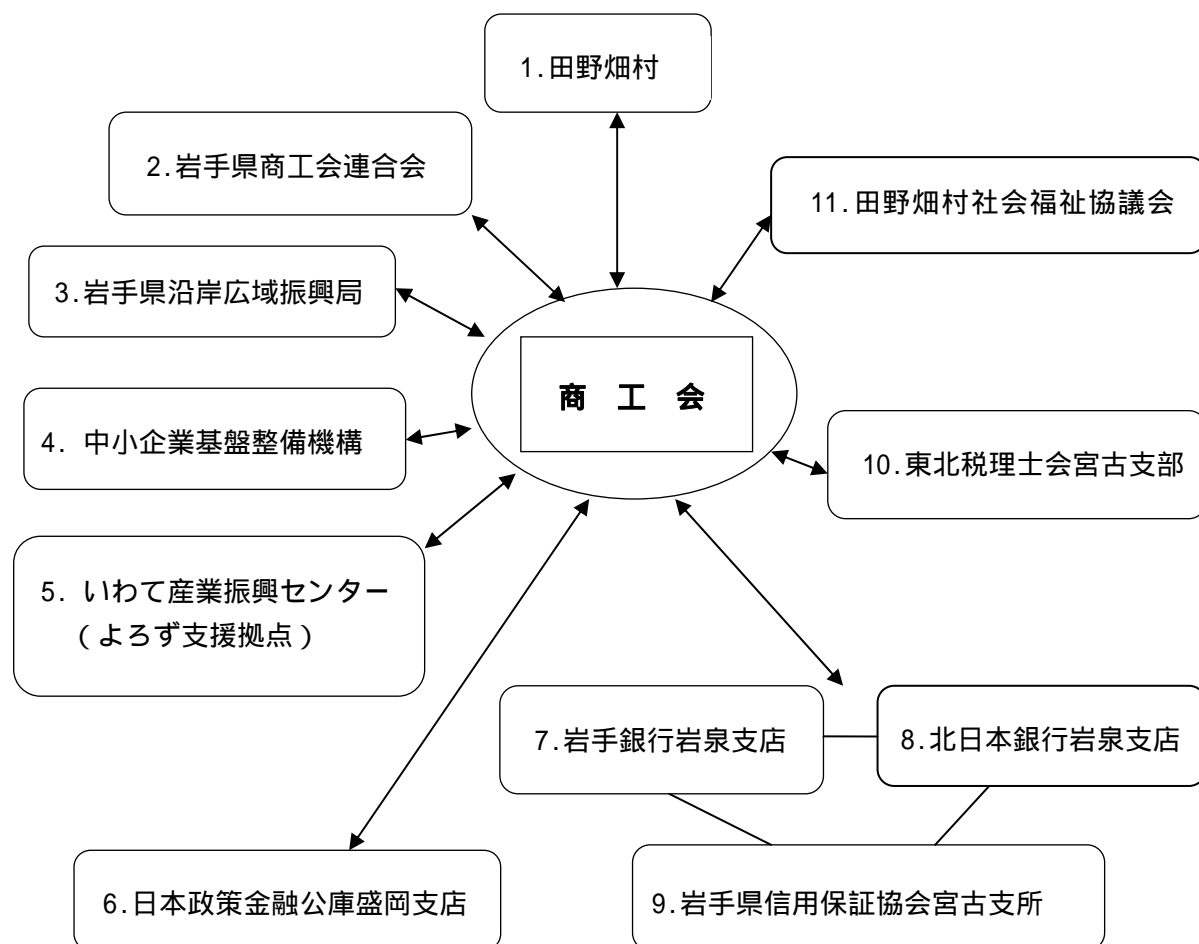 1.田野畑村
2.岩手県商工会連合会
11.田野畑村社会福祉協議会
3.岩手県沿岸広域振興局
商 工 会
4. 中小企業基盤整備機構
10.東北税理士会宮古支部
5. いわて産業振興センター
(よろず支援拠点)
7.岩手銀行岩泉支店
8.北日本銀行岩泉支店
6.日本政策金融公庫盛岡支店
9.岩手県信用保証協会宮古支所